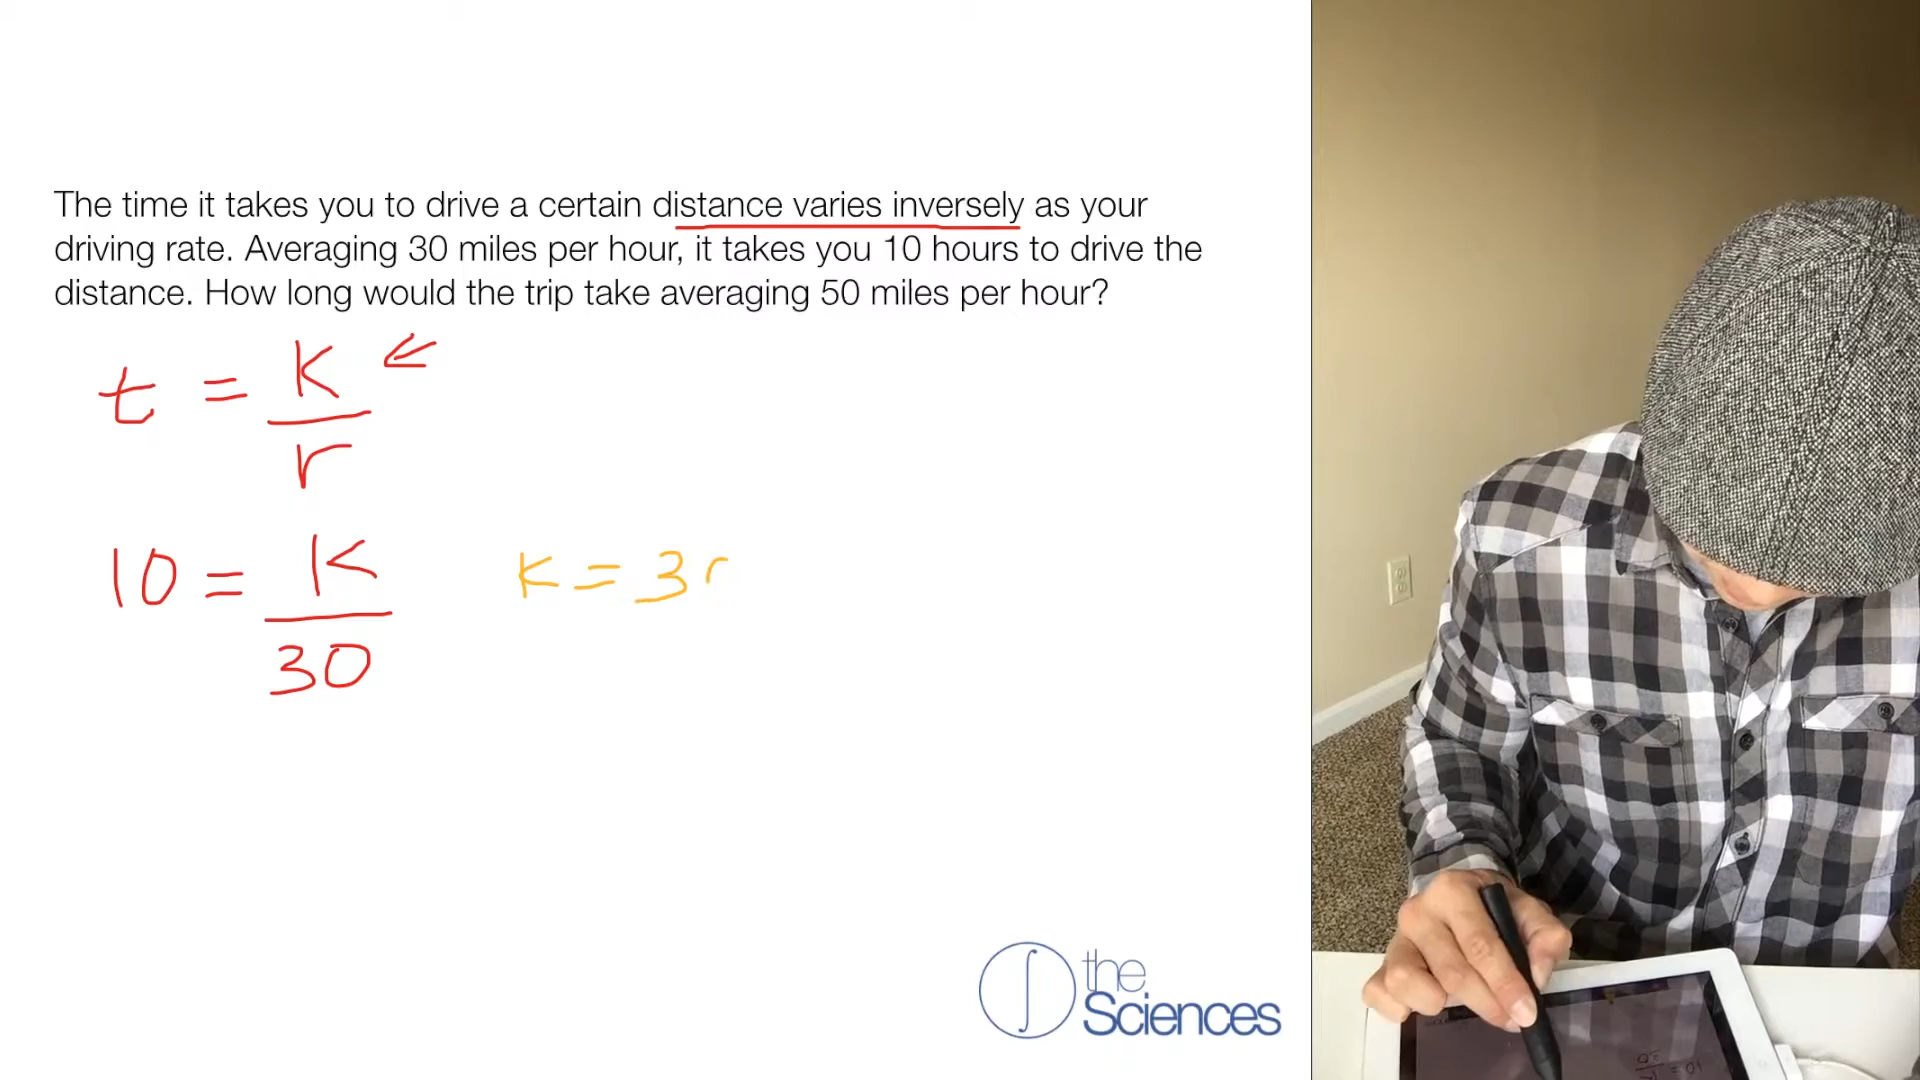 The time it takes you to drive a certain distance varies inversely as your
driving rate. Averaging 30 miles per hour, it takes you 10 hours to drive the
distance. How long would the trip take averaging 50 miles per hour?
t = K
r
10 = K
30
K = 3
∫ the
Sciences